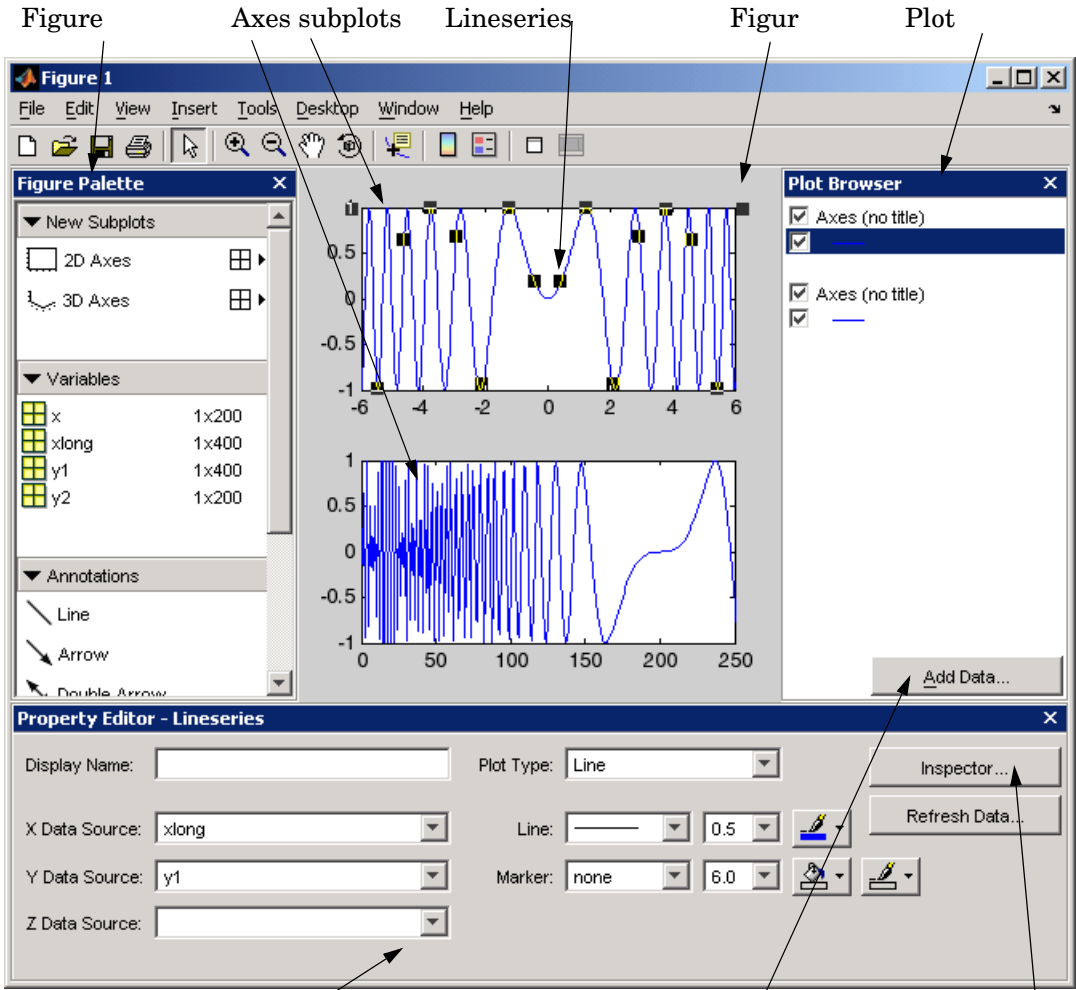 Figure Axes subplots Lineseries Figur Plot
Figure 1
File Edit View Insert Tools Desktop Window Help
Figure Palette
New Subplots
2D Axes
3D Axes
Variables
x 1x200
xlong 1x400
y1 1x400
y2 1x200
Annotations
Line
Arrow
Double Arrow
1
0.5
0
-0.5
-1
-6 -4 -2 0 2 4 6
1
0.5
0
-0.5
-1
0 50 100 150 200 250
Plot Browser
Axes (no title)
Axes (no title)
Add Data...
Property Editor - Lineseries
Display Name: Plot Type: Line Inspector...
X Data Source: xlong Line: 0.5 Refresh Data...
Y Data Source: y1 Marker: none 6.0
Z Data Source: